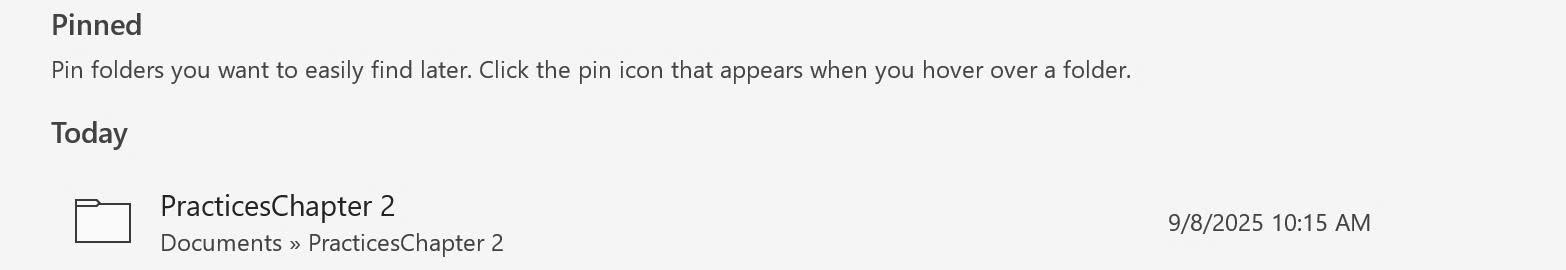 Pinned
Pin folders you want to easily find later. Click the pin icon that appears when you hover over a folder.
Today
PracticesChapter 2
Documents » PracticesChapter 2
9/8/2025 10:15 AM